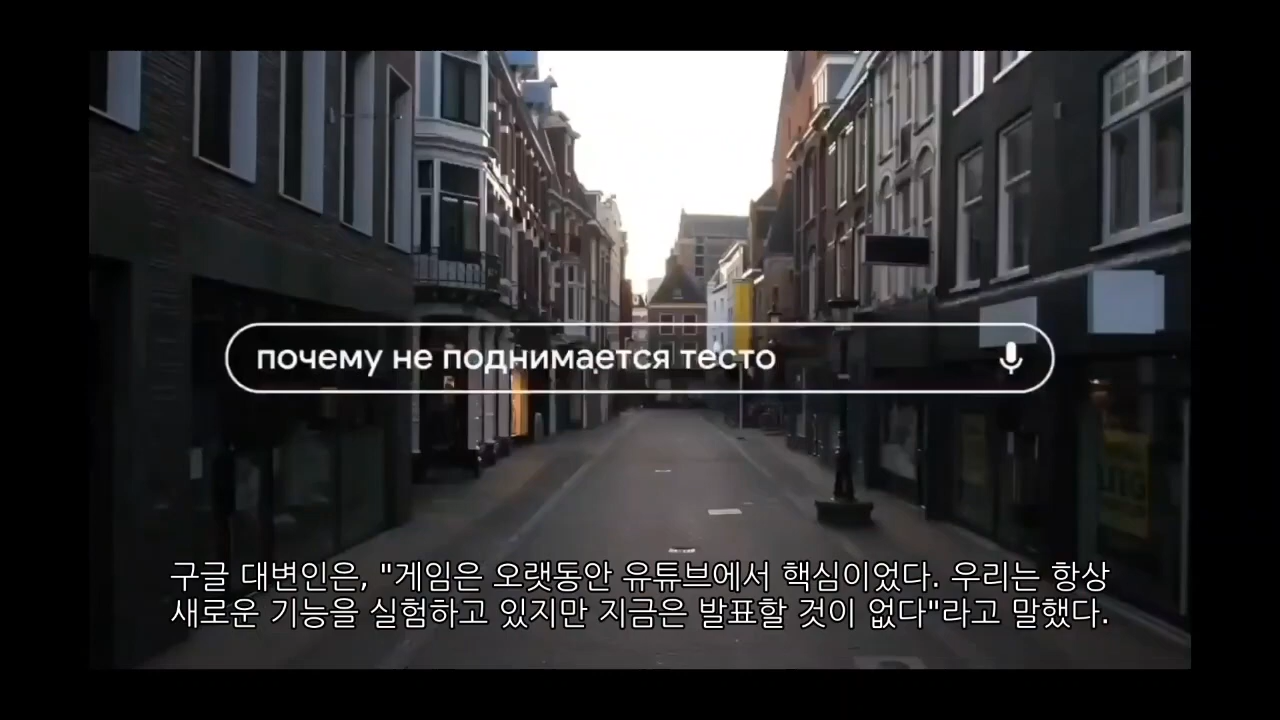 почему не поднимается тесто
구글 대변인은, "게임은 오랫동안 유튜브에서 핵심이었다. 우리는 항상
새로운 기능을 실험하고 있지만 지금은 발표할 것이 없다"라고 말했다.